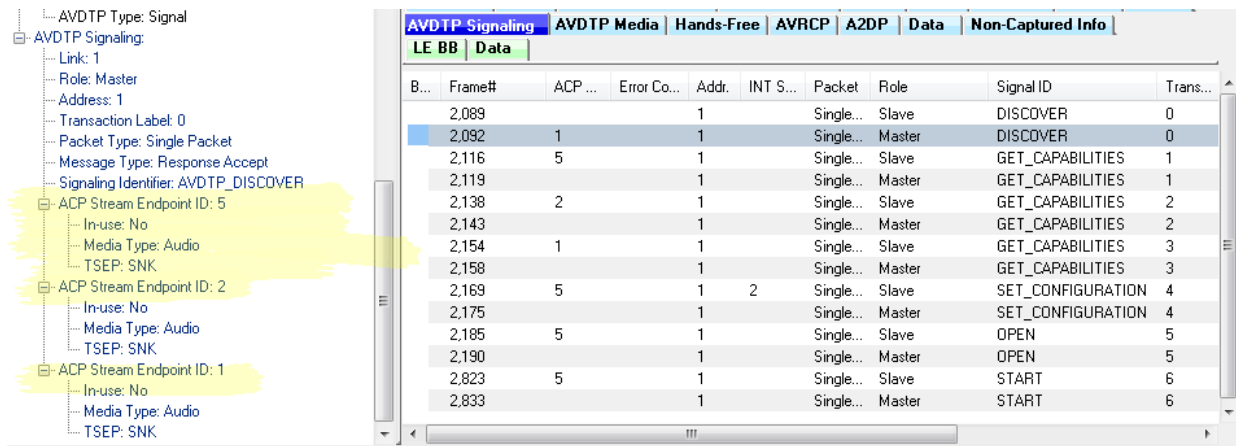 AVDTP Type: Signal
AVDTP Signaling:
Link: 1
Role: Master
Address: 1
Transaction Label: 0
Packet Type: Single Packet
Message Type: Response Accept
Signaling Identifier: AVDTP_DISCOVER
ACP Stream Endpoint ID: 5
In-use: No
Media Type: Audio
TSEP: SNK
ACP Stream Endpoint ID: 2
In-use: No
Media Type: Audio
TSEP: SNK
ACP Stream Endpoint ID: 1
In-use: No
Media Type: Audio
TSEP: SNK
AVDTP Signaling AVDTP Media Hands-Free AVRCP A2DP Data Non-Captured Info
LE BB Data
B... Frame# ACP ... Error Co... Addr. INT S... Packet Role Signal ID Trans...
2,089 1 Single... Slave DISCOVER 0
2,092 1 1 Single... Master DISCOVER 0
2,116 5 1 Single... Slave GET_CAPABILITIES 1
2,119 1 Single... Master GET_CAPABILITIES 1
2,138 2 1 Single... Slave GET_CAPABILITIES 2
2,143 1 Single... Master GET_CAPABILITIES 2
2,154 1 1 Single... Slave GET_CAPABILITIES 3
2,158 1 Single... Master GET_CAPABILITIES 3
2,169 5 1 2 Single... Slave SET_CONFIGURATION 4
2,175 1 Single... Master SET_CONFIGURATION 4
2,185 5 1 Single... Slave OPEN 5
2,190 1 Single... Master OPEN 5
2,823 5 1 Single... Slave START 6
2,833 1 Single... Master START 6